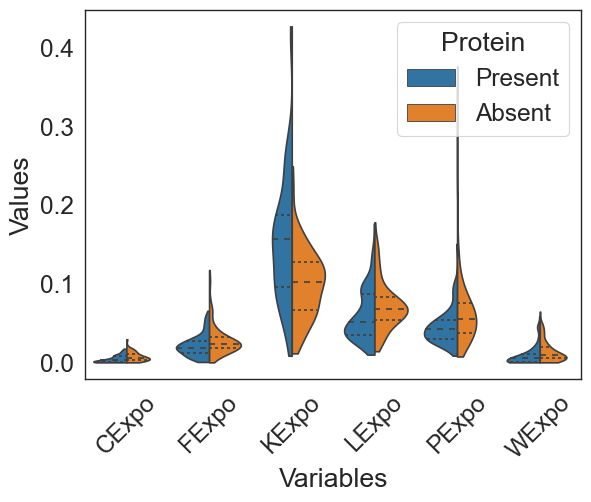 Protein
Present
Absent
Values
0.4
0.3
0.2
0.1
0.0
CExpo
FExpo
KExpo
LExpo
PExpo
WExpo
Variables